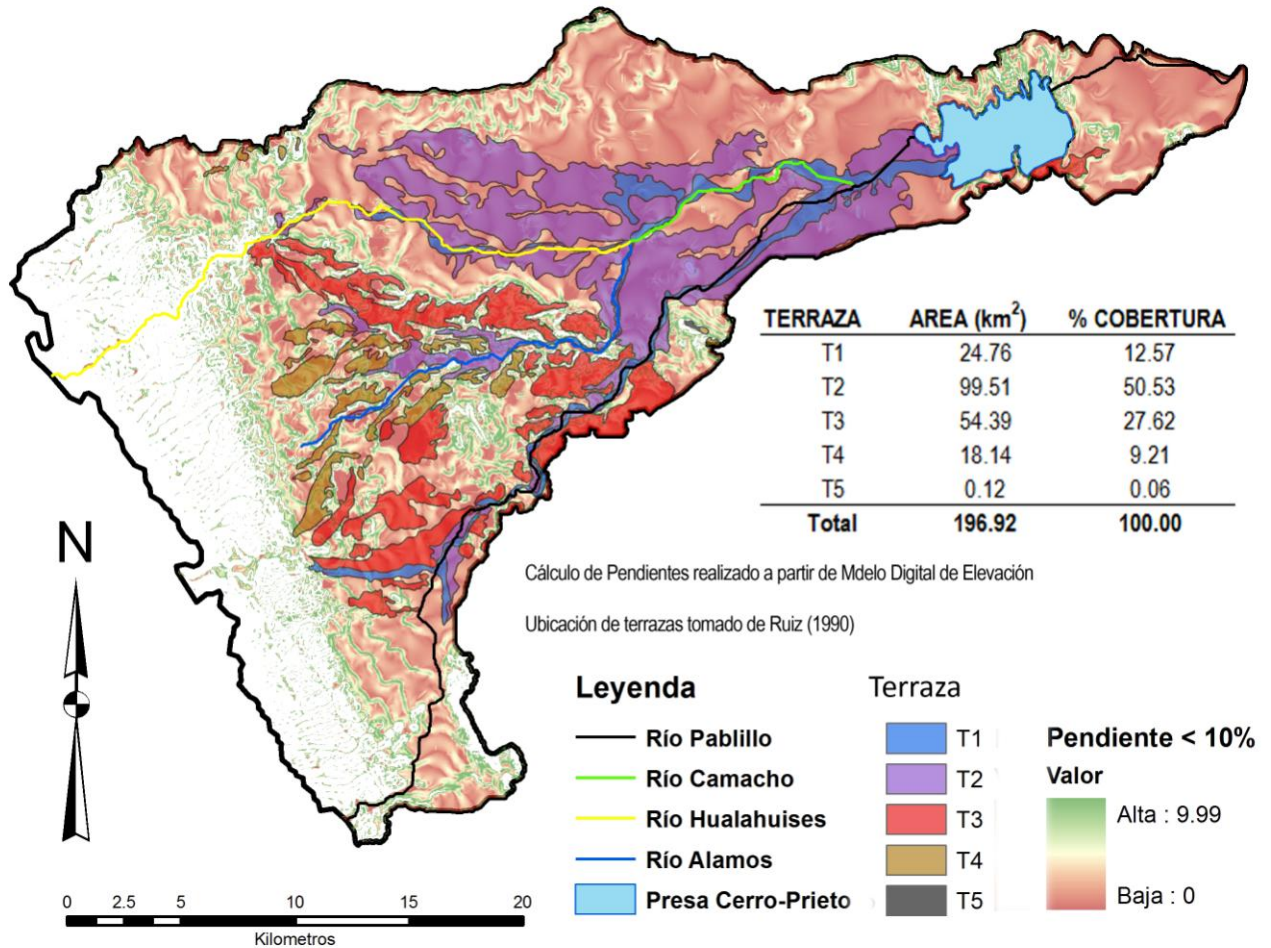 TERRAZA AREA (km²) % COBERTURA
T1 24.76 12.57
T2 99.51 50.53
T3 54.39 27.62
T4 18.14 9.21
T5 0.12 0.06
Total 196.92 100.00
Cálculo de Pendientes realizado a partir de Mdelo Digital de Elevación
Ubicación de terrazas tomado de Ruiz (1990)
N
Leyenda
Río Pablillo
Río Camacho
Río Hualahuises
Río Alamos
Presa Cerro-Prieto
Terraza
T1
T2
T3
T4
T5
Pendiente < 10%
Valor
Alta : 9.99
Baja : 0
0 2.5 5 10 15 20
Kilometros